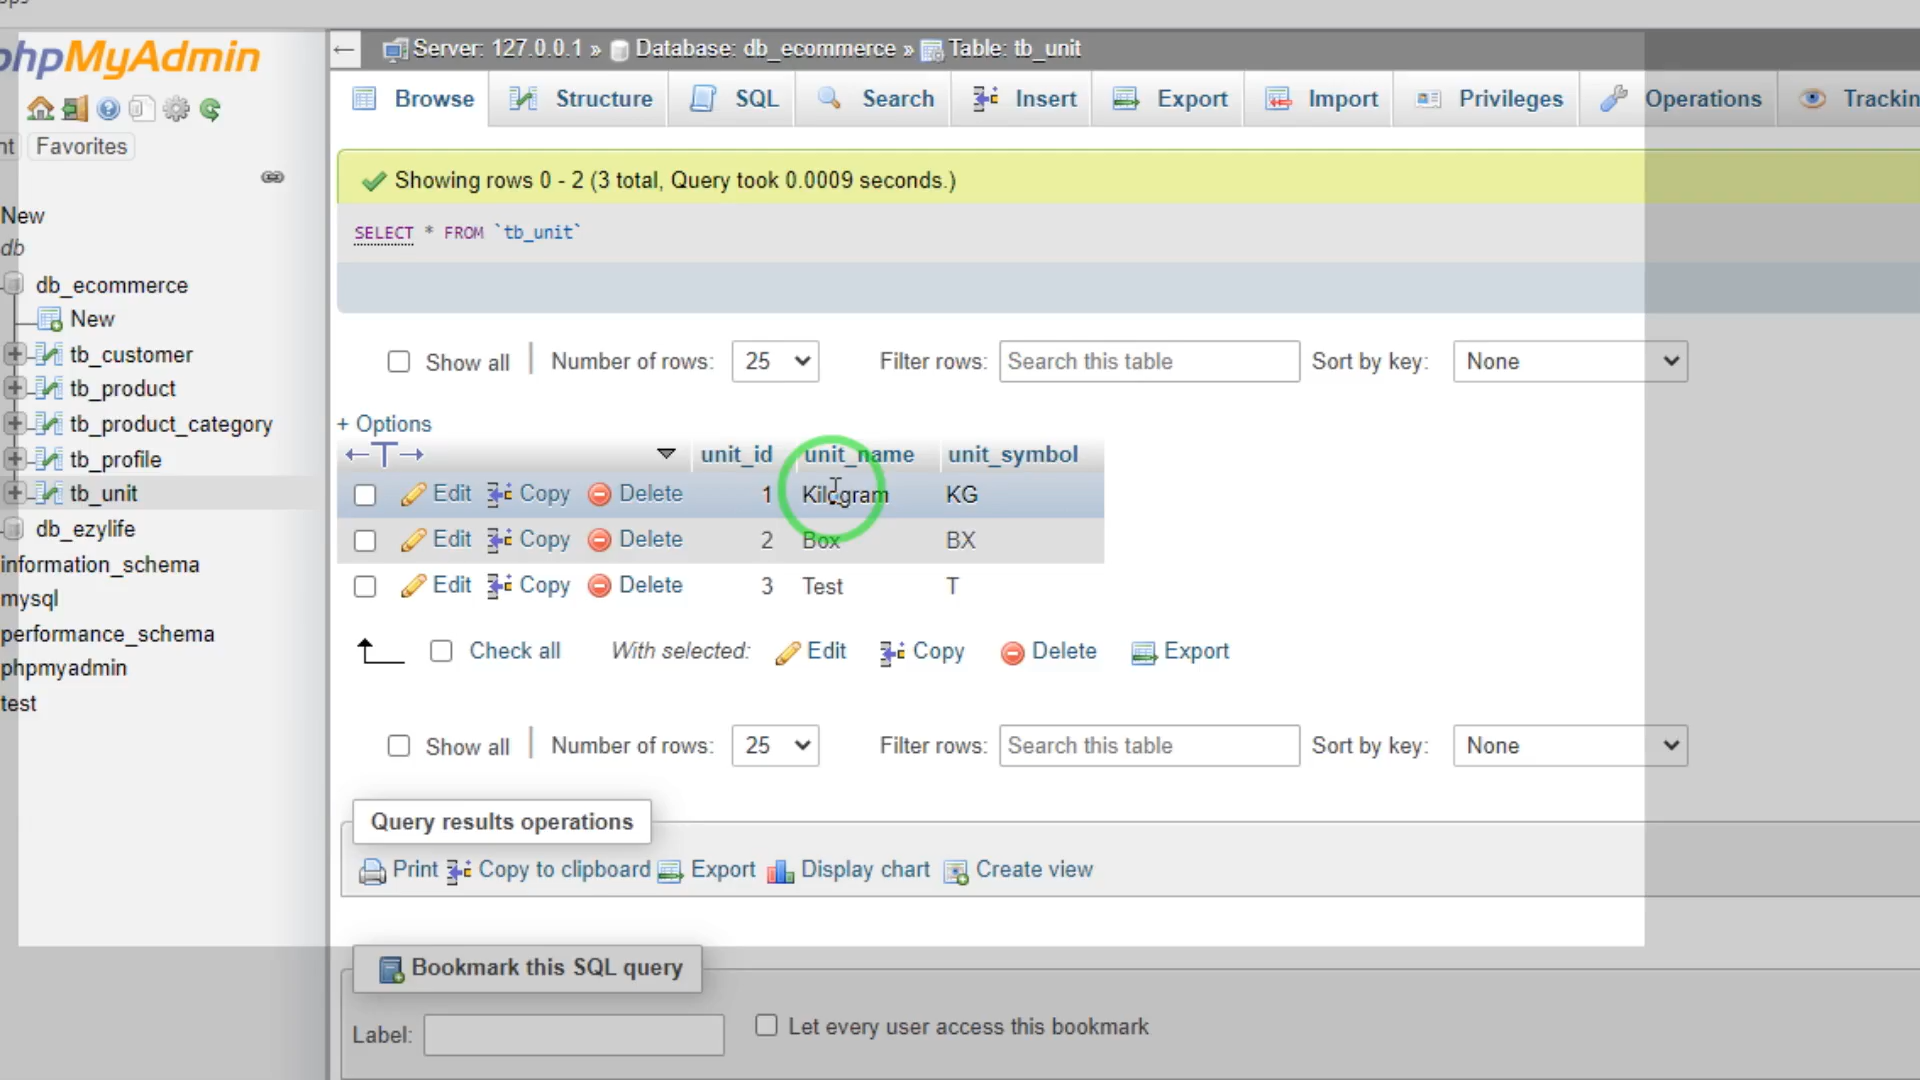 phpMyAdmin
Favorites
New
db
db_ecommerce
New
tb_customer
tb_product
tb_product_category
tb_profile
tb_unit
db_ezylife
information_schema
mysql
performance_schema
phpmyadmin
test
Server: 127.0.0.1 » Database: db_ecommerce » Table: tb_unit
Browse Structure SQL Search Insert Export Import Privileges Operations Trackin
Showing rows 0 - 2 (3 total, Query took 0.0009 seconds.)
SELECT * FROM `tb_unit`
Show all Number of rows: 25 Filter rows: Search this table Sort by key: None
+ Options
←T→ unit_id unit_name unit_symbol
Edit Copy Delete 1 Kilogram KG
Edit Copy Delete 2 Box BX
Edit Copy Delete 3 Test T
Check all With selected: Edit Copy Delete Export
Show all Number of rows: 25 Filter rows: Search this table Sort by key: None
Query results operations
Print Copy to clipboard Export Display chart Create view
Bookmark this SQL query
Label: Let every user access this bookmark